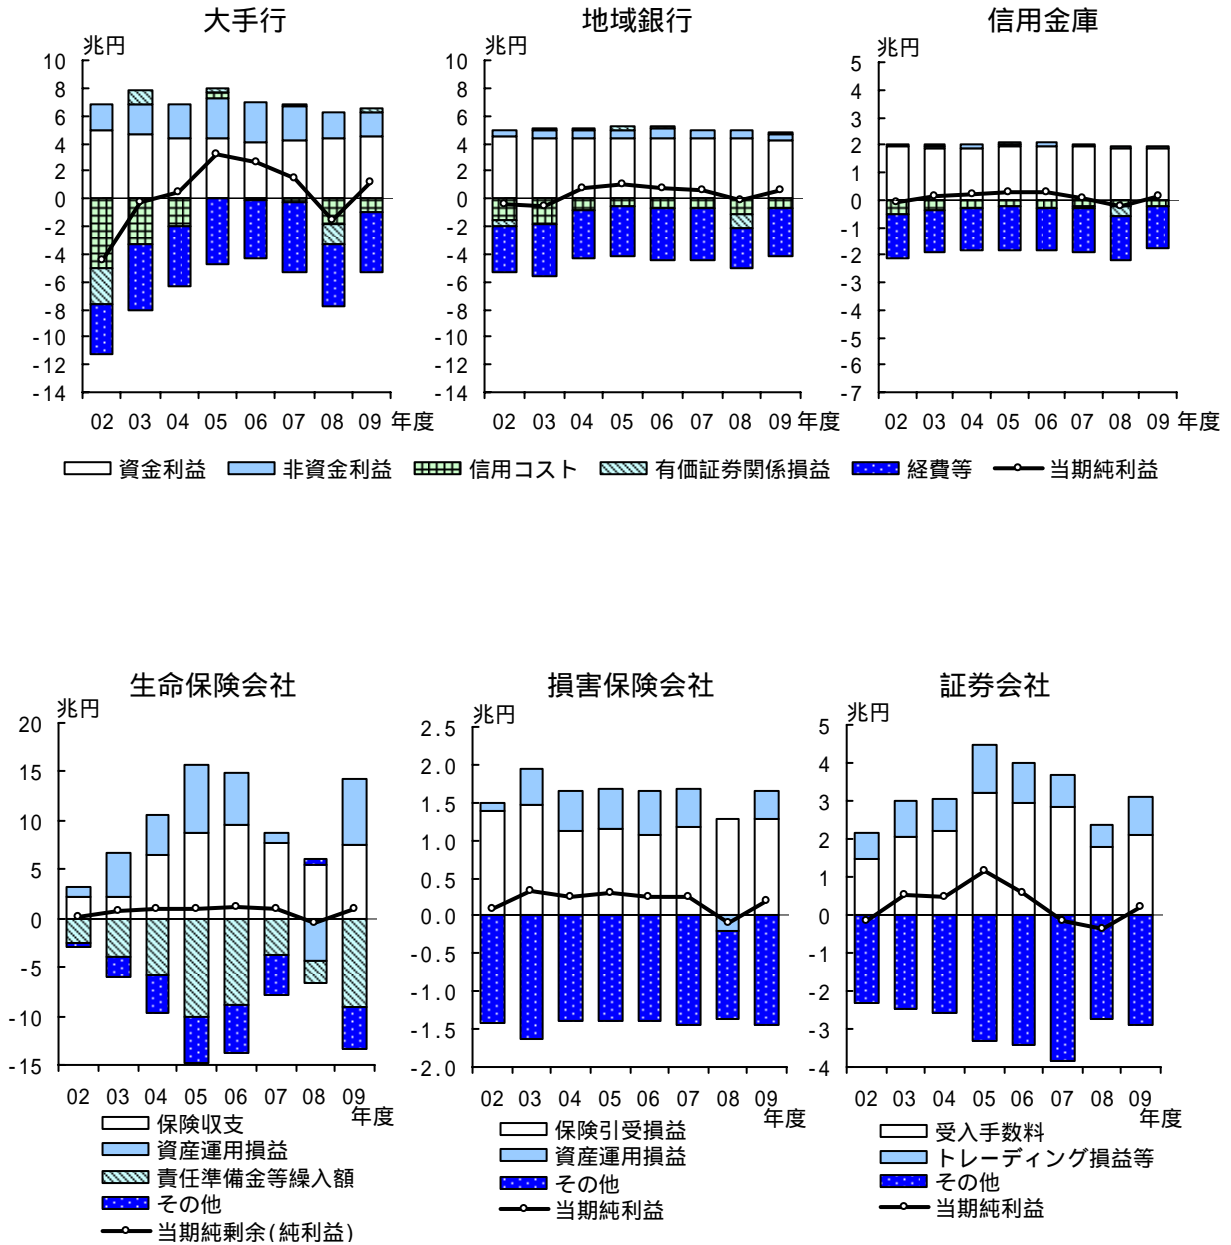 大手行 地域銀行 信用金庫
兆円 兆円 兆円
10 10 5
8 8 4
6 6 3
4 4 2
2 2 1
0 0 0
-2 -2 -1
-4 -4 -2
-6 -6 -3
-8 -8 -4
-10 -10 -5
-12 -12 -6
-14 -14 -7
02 03 04 05 06 07 08 09 年度 02 03 04 05 06 07 08 09 年度 02 03 04 05 06 07 08 09 年度
資金利益 非資金利益 信用コスト 有価証券関係損益 経費等 当期純利益
生命保険会社
兆円
20
15
10
5
0
-5
-10
-15
02 03 04 05 06 07 08 09
年度
保険収支
資産運用損益
責任準備金等繰入額
その他
当期純剰余(純利益)
損害保険会社
兆円
2.5
2.0
1.5
1.0
0.5
0.0
-0.5
-1.0
-1.5
-2.0
02 03 04 05 06 07 08 09
年度
保険引受損益
資産運用損益
その他
当期純利益
証券会社
兆円
5
4
3
2
1
0
-1
-2
-3
-4
02 03 04 05 06 07 08 09
年度
受入手数料
トレーディング損益等
その他
当期純利益